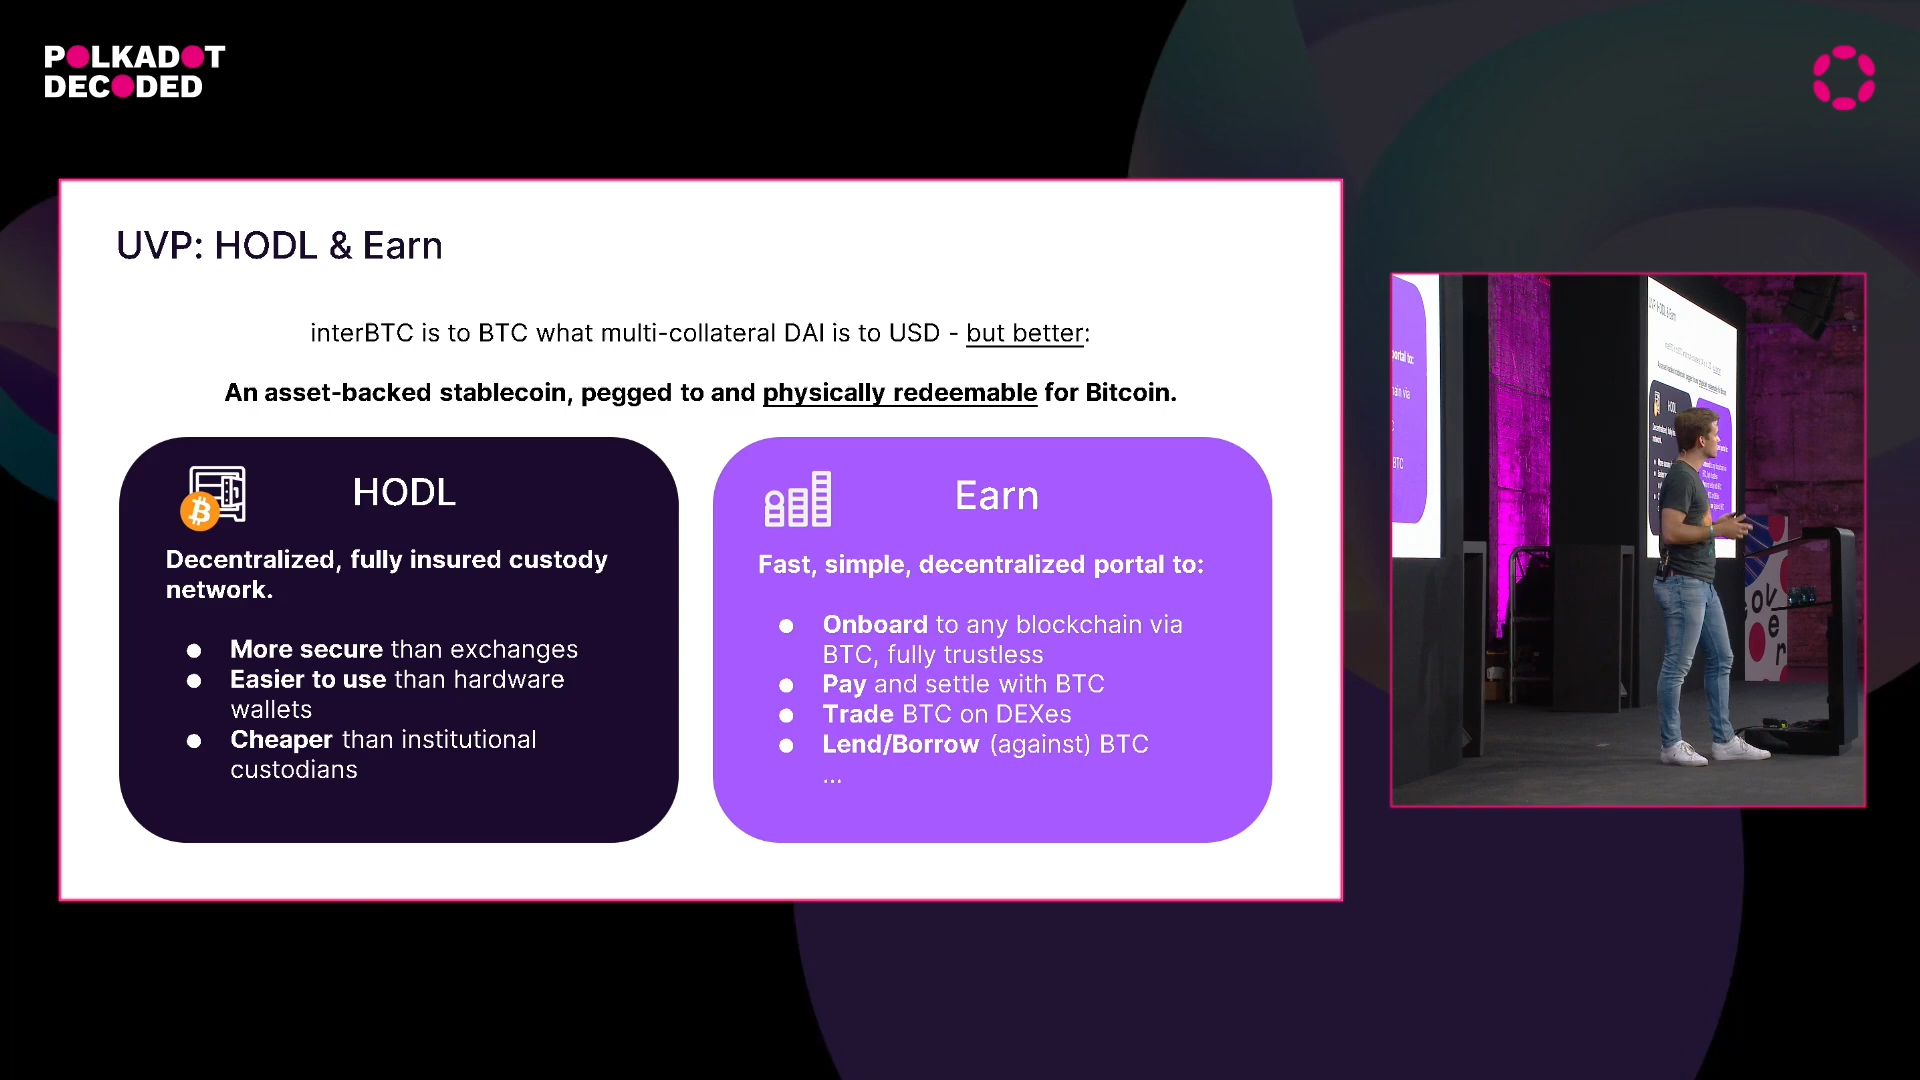 POLKADOT
DECODED
UVP: HODL & Earn
interBTC is to BTC what multi-collateral DAI is to USD - but better:
An asset-backed stablecoin, pegged to and physically redeemable for Bitcoin.
HODL
Decentralized, fully insured custody
network.
● More secure than exchanges
● Easier to use than hardware
wallets
● Cheaper than institutional
custodians
Earn
Fast, simple, decentralized portal to:
● Onboard to any blockchain via
BTC, fully trustless
● Pay and settle with BTC
● Trade BTC on DEXes
● Lend/Borrow (against) BTC
...